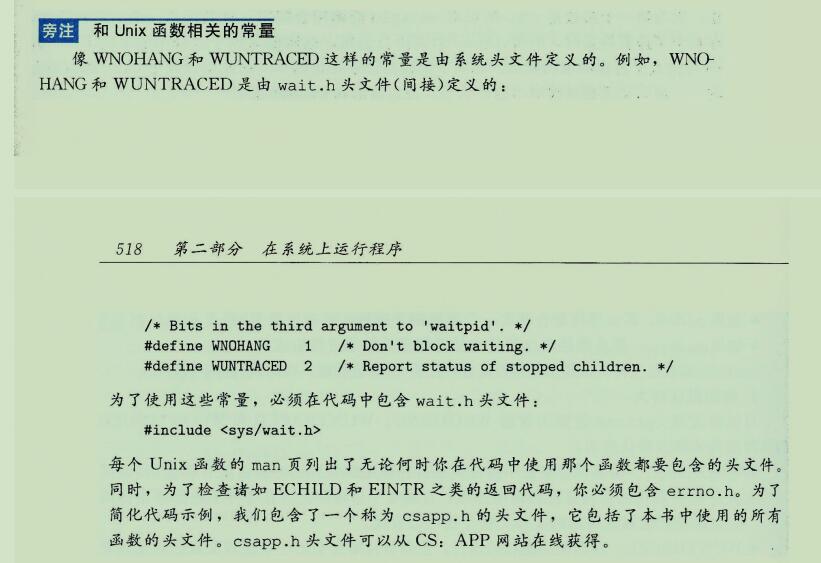 旁注 和 Unix 函数相关的常量
像 WNOHANG 和 WUNTRACED 这样的常量是由系统头文件定义的。例如，WNO-
HANG 和 WUNTRACED 是由 wait.h 头文件(间接)定义的：
518 第二部分 在系统上运行程序
/* Bits in the third argument to 'waitpid'. */
#define WNOHANG 1 /* Don't block waiting. */
#define WUNTRACED 2 /* Report status of stopped children. */
为了使用这些常量，必须在代码中包含 wait.h 头文件：
#include <sys/wait.h>
每个 Unix 函数的 man 页列出了无论何时你在代码中使用那个函数都要包含的头文件。
同时，为了检查诸如 ECHILD 和 EINTR 之类的返回代码，你必须包含 errno.h。为了
简化代码示例，我们包含了一个称为 csapp.h 的头文件，它包括了本书中使用的所有
函数的头文件。csapp.h 头文件可以从 CS：APP 网站在线获得。